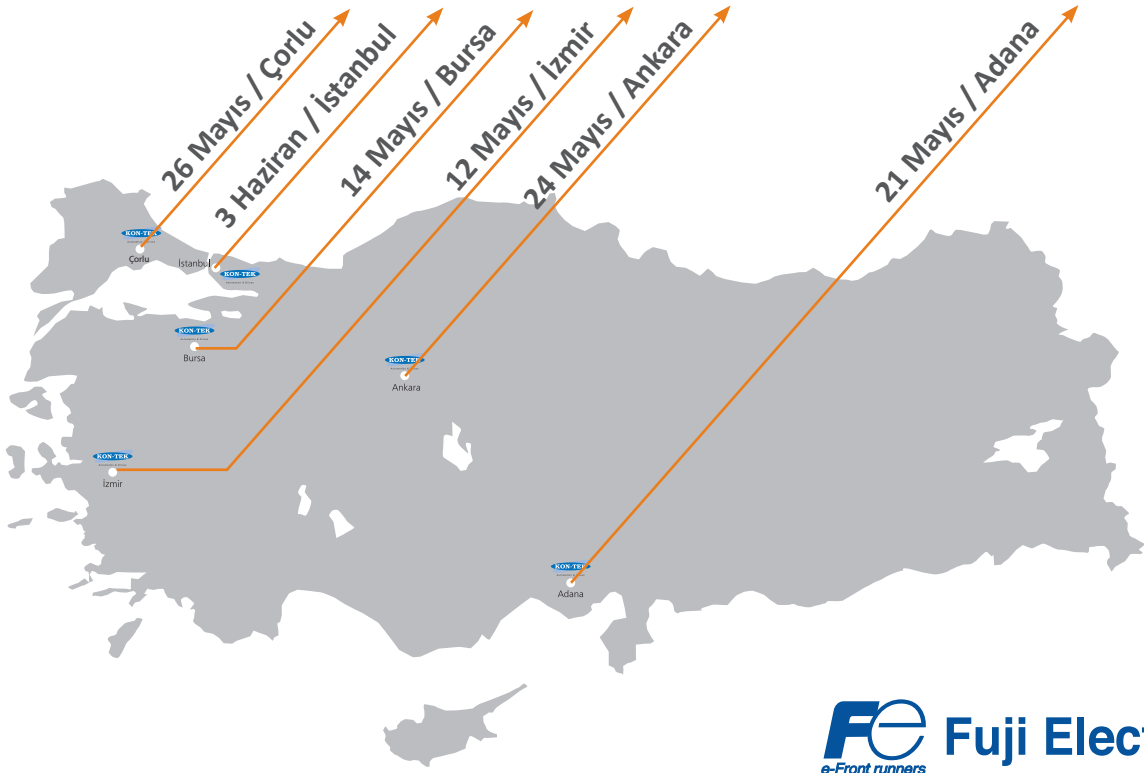 26 Mayıs / Çorlu
3 Haziran / İstanbul
14 Mayıs / Bursa
12 Mayıs / İzmir
24 Mayıs / Ankara
21 Mayıs / Adana
KON-TEK
Çorlu
İstanbul
KON-TEK
KON-TEK
Bursa
KON-TEK
Ankara
KON-TEK
İzmir
KON-TEK
Adana
Fe Fuji Elect
e-Front runners